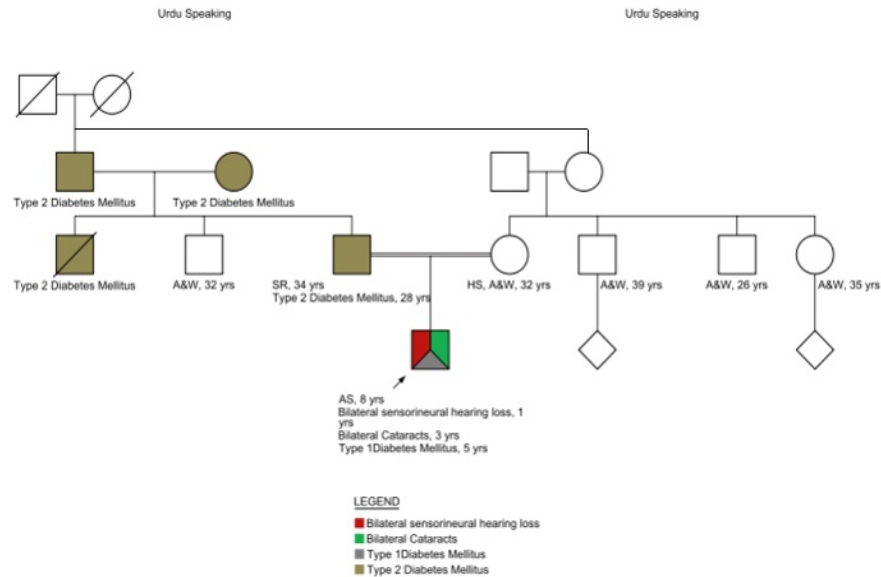 Urdu Speaking
Urdu Speaking
Type 2 Diabetes Mellitus
Type 2 Diabetes Mellitus
Type 2 Diabetes Mellitus
A&W, 32 yrs
SR, 34 yrs
Type 2 Diabetes Mellitus, 28 yrs
HS, A&W, 32 yrs
A&W, 39 yrs
A&W, 26 yrs
A&W, 35 yrs
AS, 8 yrs
Bilateral sensorineural hearing loss, 1
yrs
Bilateral Cataracts, 3 yrs
Type 1Diabetes Mellitus, 5 yrs
LEGEND
Bilateral sensorineural hearing loss
Bilateral Cataracts
Type 1Diabetes Mellitus
Type 2 Diabetes Mellitus